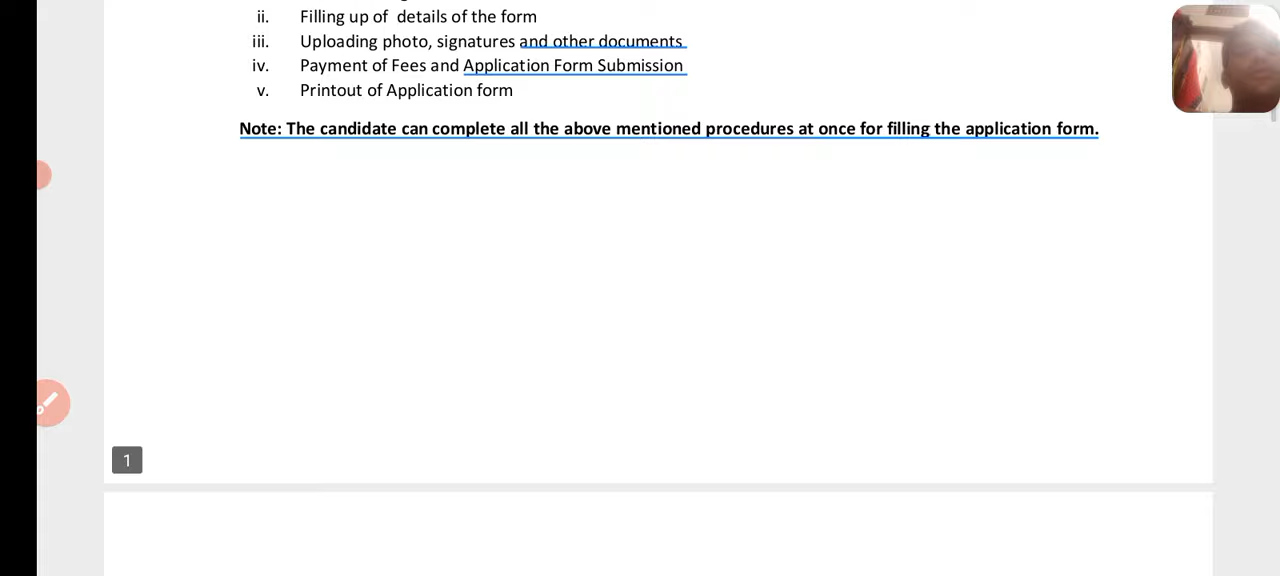 ii. Filling up of details of the form
iii. Uploading photo, signatures and other documents
iv. Payment of Fees and Application Form Submission
v. Printout of Application form
Note: The candidate can complete all the above mentioned procedures at once for filling the application form.
1